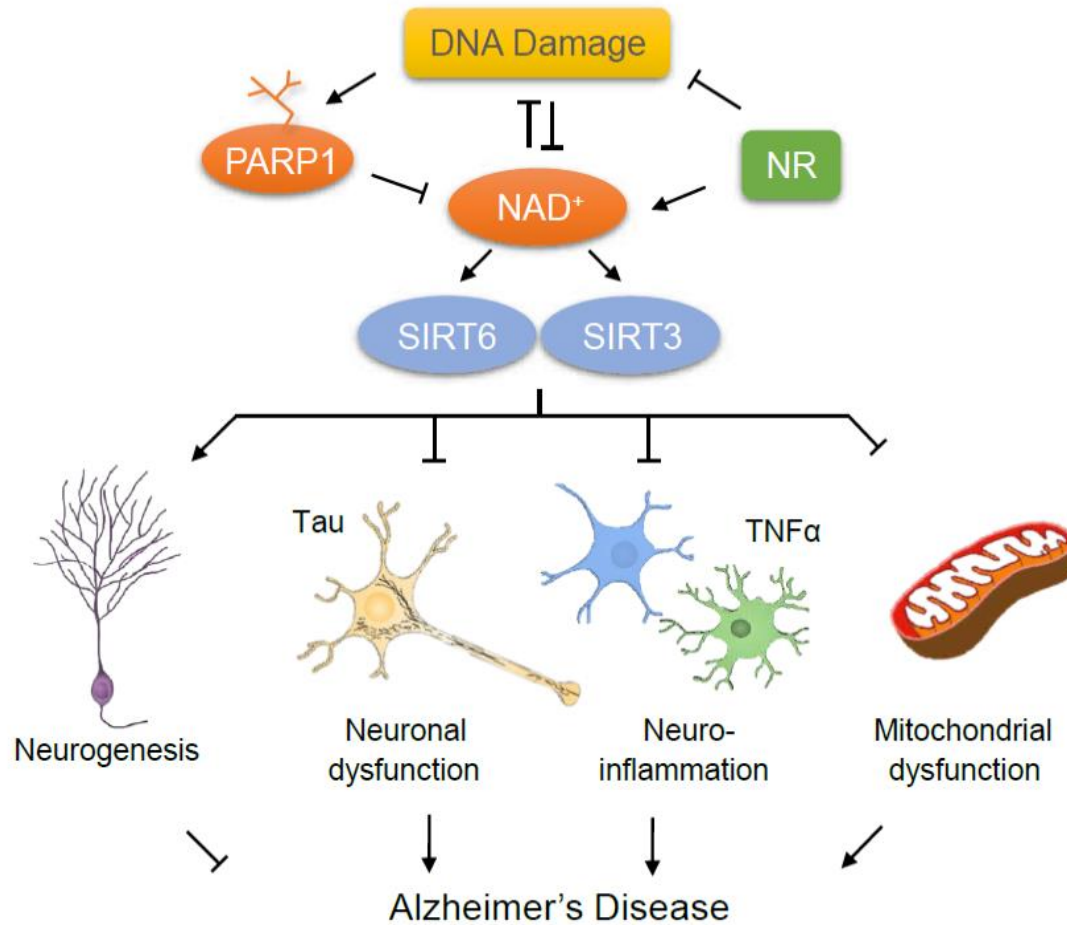 DNA Damage
PARP1
NR
NAD⁺
SIRT6
SIRT3
Tau
TNFα
Neurogenesis
Neuronal
dysfunction
Neuro-
inflammation
Mitochondrial
dysfunction
Alzheimer’s Disease